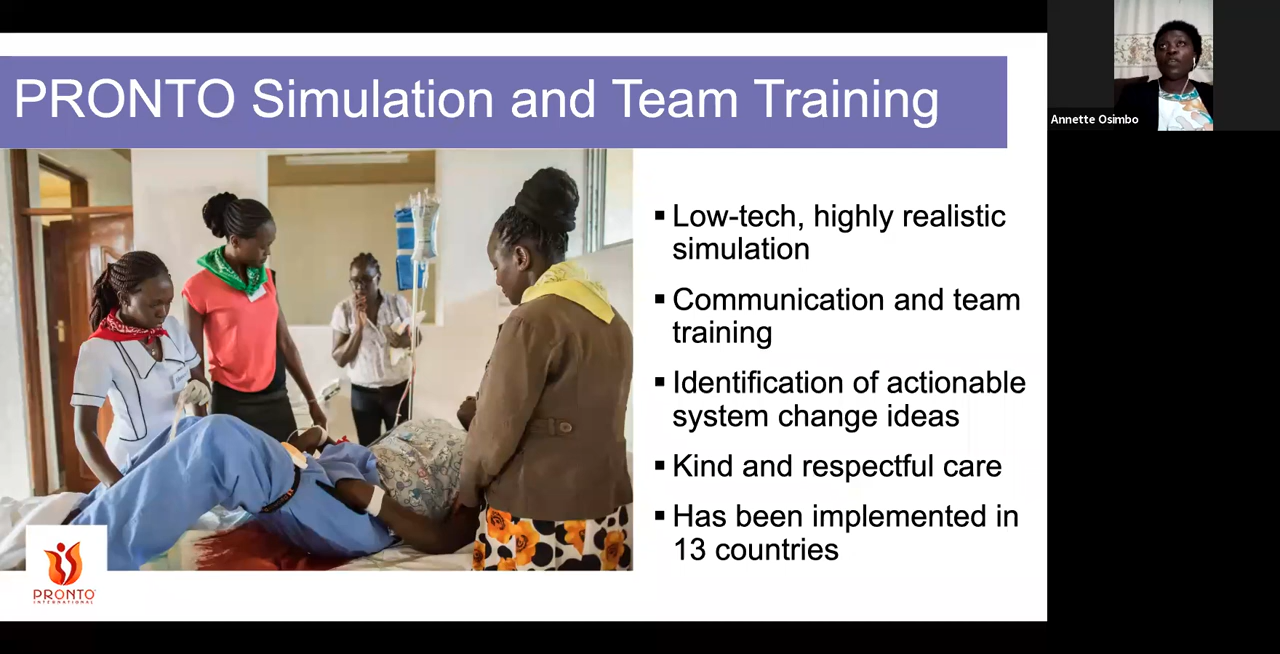 PRONTO Simulation and Team Training
Annette Osimbo
▪ Low-tech, highly realistic
simulation
▪ Communication and team
training
▪ Identification of actionable
system change ideas
▪ Kind and respectful care
▪ Has been implemented in
13 countries
PRONTO
INTERNATIONAL